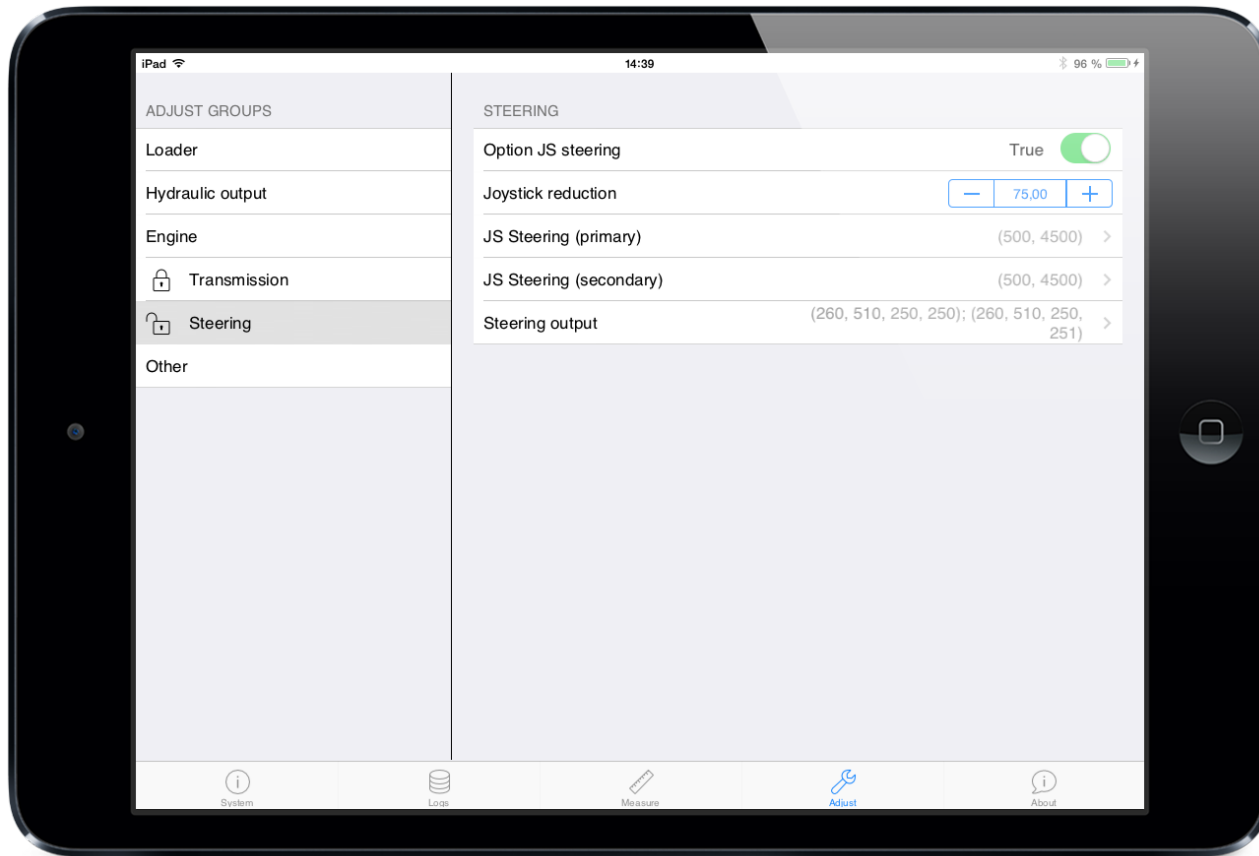 iPad 14:39 96 %
ADJUST GROUPS
Loader
Hydraulic output
Engine
Transmission
Steering
Other
STEERING
Option JS steering True
Joystick reduction 75,00
JS Steering (primary) (500, 4500)
JS Steering (secondary) (500, 4500)
Steering output (260, 510, 250, 250); (260, 510, 250,
251)
System Logs Measure Adjust About